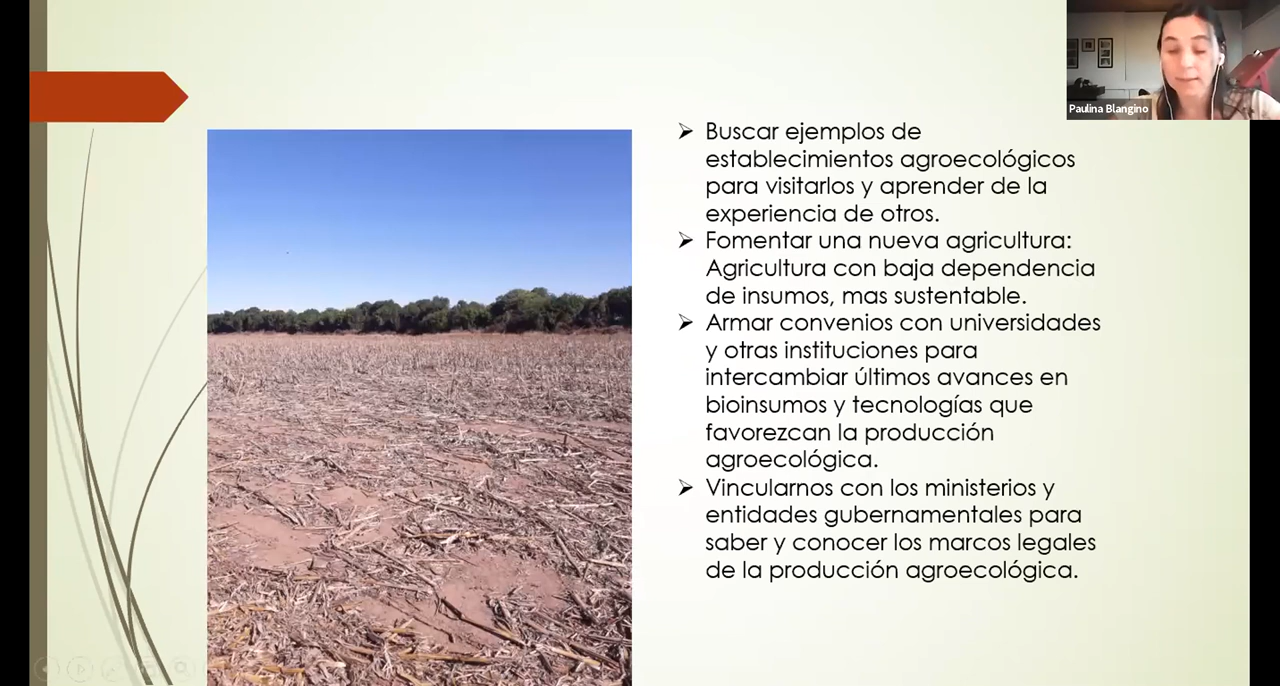 Paulina Blangino
➢ Buscar ejemplos de
establecimientos agroecológicos
para visitarlos y aprender de la
experiencia de otros.
➢ Fomentar una nueva agricultura:
Agricultura con baja dependencia
de insumos, mas sustentable.
➢ Armar convenios con universidades
y otras instituciones para
intercambiar últimos avances en
bioinsumos y tecnologías que
favorezcan la producción
agroecológica.
➢ Vincularnos con los ministerios y
entidades gubernamentales para
saber y conocer los marcos legales
de la producción agroecológica.